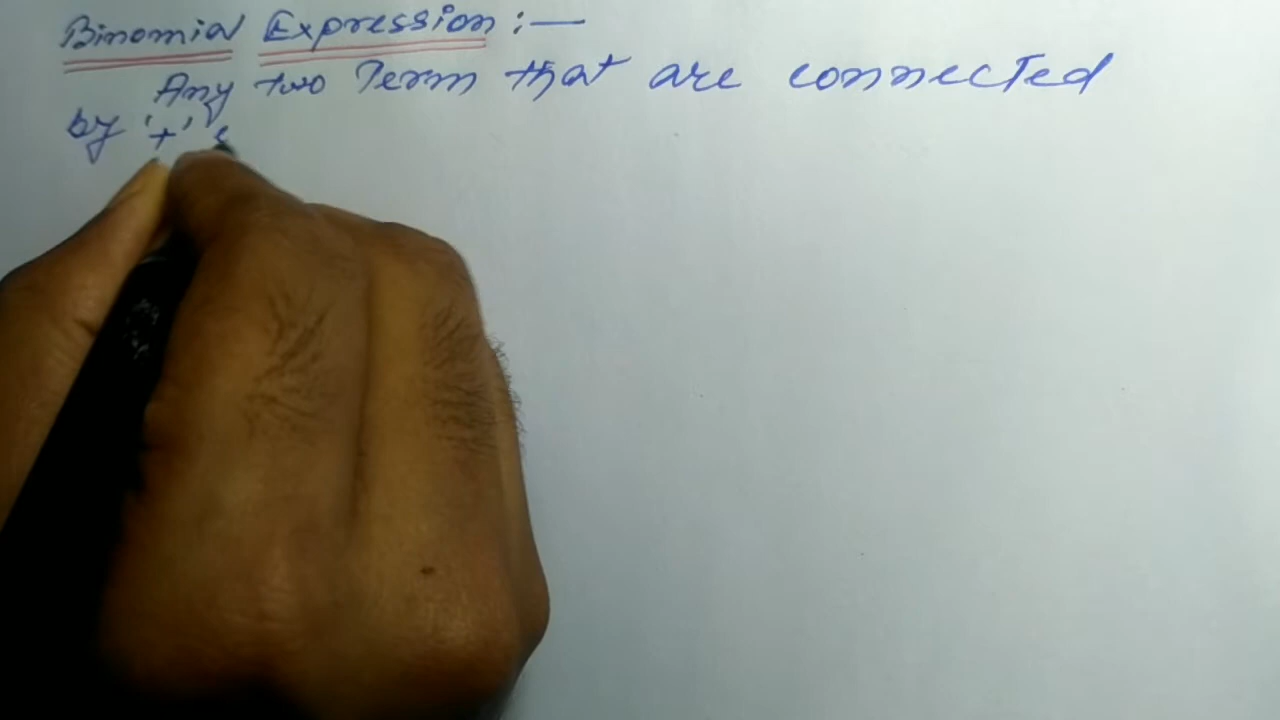 Binomial Expression :—
Any two Term that are connected
by '+'